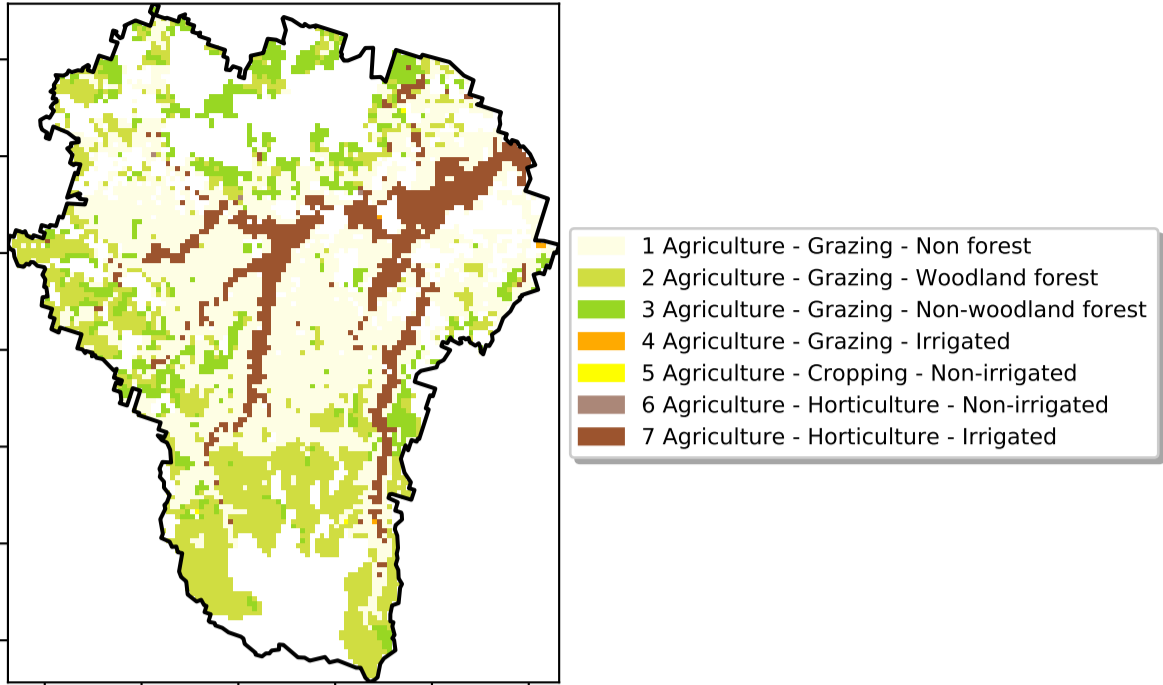 1 Agriculture - Grazing - Non forest
2 Agriculture - Grazing - Woodland forest
3 Agriculture - Grazing - Non-woodland forest
4 Agriculture - Grazing - Irrigated
5 Agriculture - Cropping - Non-irrigated
6 Agriculture - Horticulture - Non-irrigated
7 Agriculture - Horticulture - Irrigated